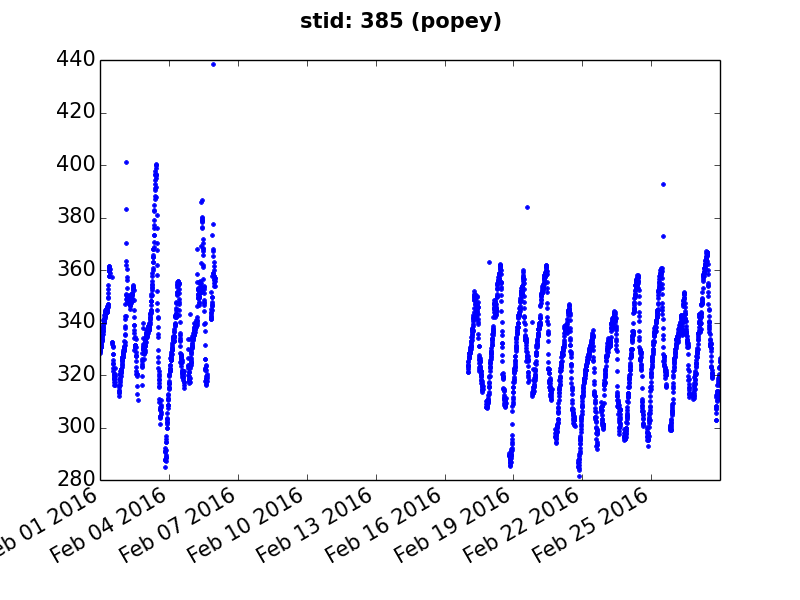 stid: 385 (popey)
440
420
400
380
360
340
320
300
280
eb 01 2016
Feb 04 2016
Feb 07 2016
Feb 10 2016
Feb 13 2016
Feb 16 2016
Feb 19 2016
Feb 22 2016
Feb 25 2016